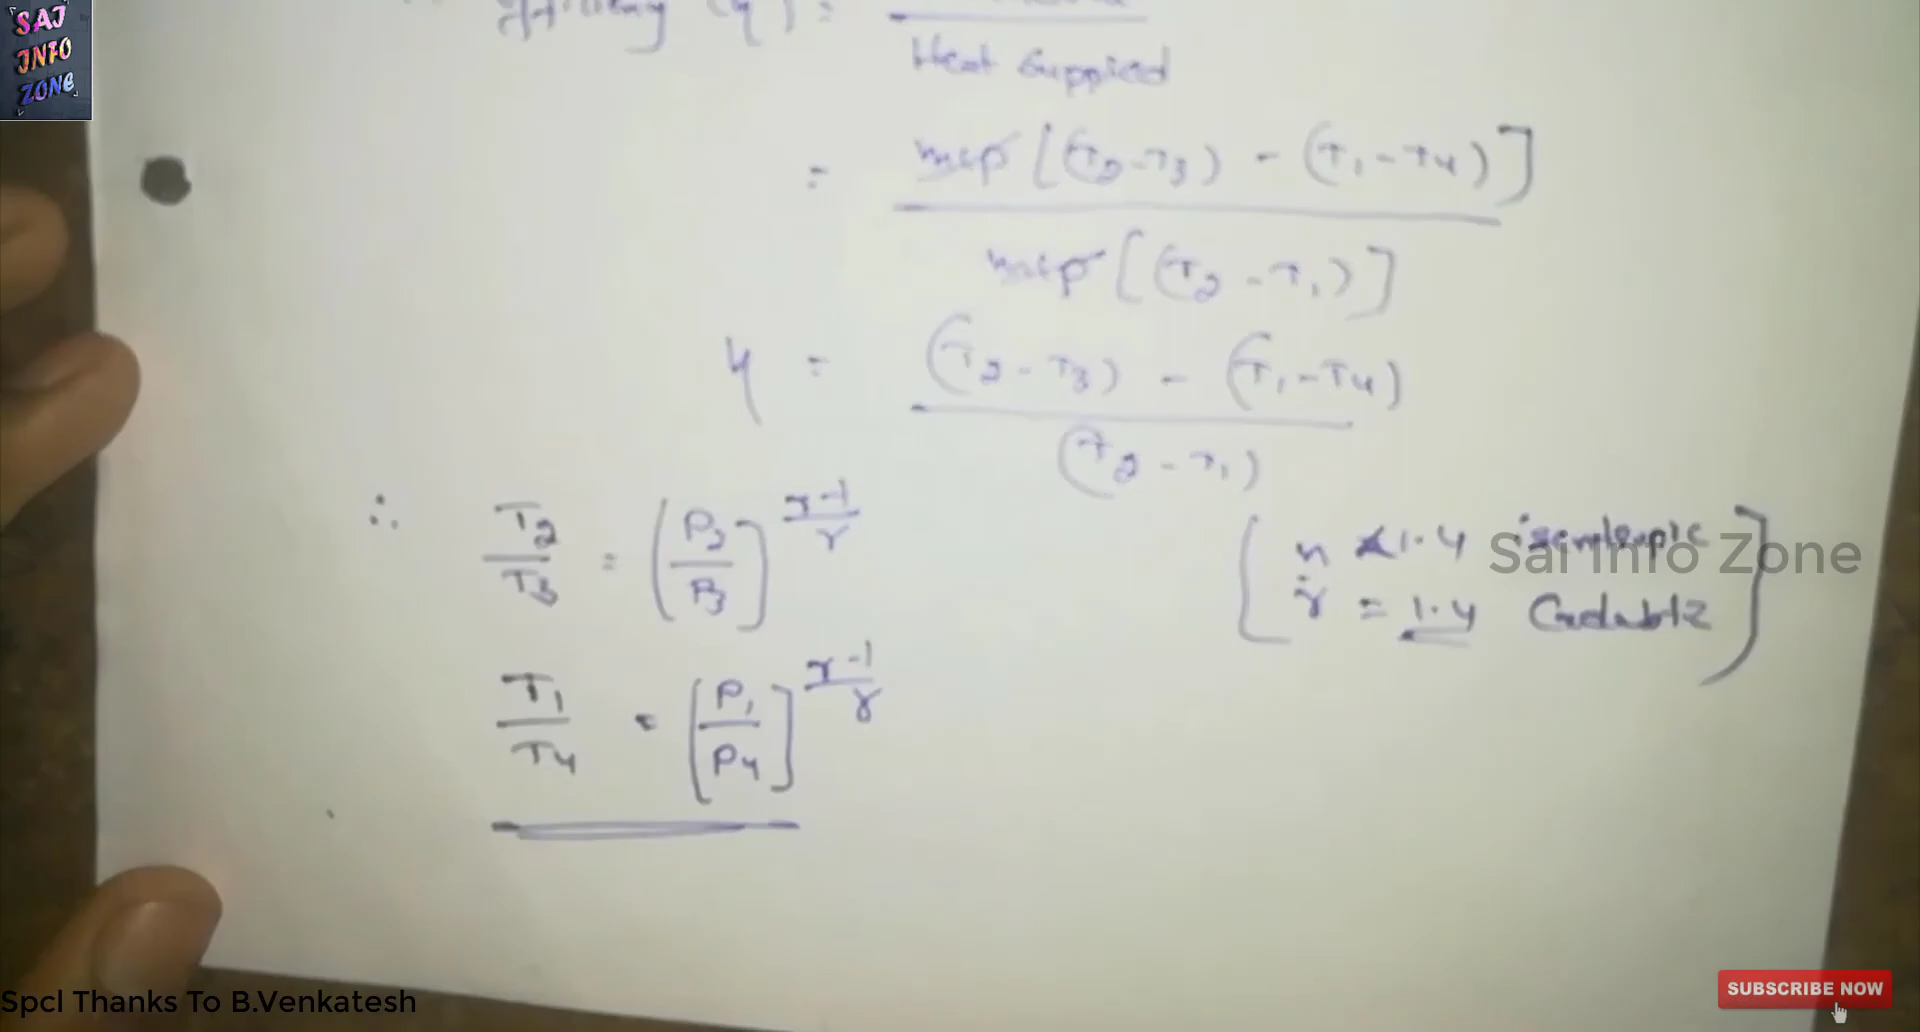 SAJ
INFO
ZONE
(η) =
Heat Supplied
= mcp [(T2-T3) - (T1-T4)]
mcp [(T2-T1)]
η = (T2-T3) - (T1-T4)
(T2-T1)
∴ T2/T3 = (P2/P3)^γ-1/γ
[n <1.4 isentropic
γ = 1.4
T1/T4 = [P1/P4]^γ-1/γ
Sai Info Zone
Spcl Thanks To B.Venkatesh
SUBSCRIBE NOW